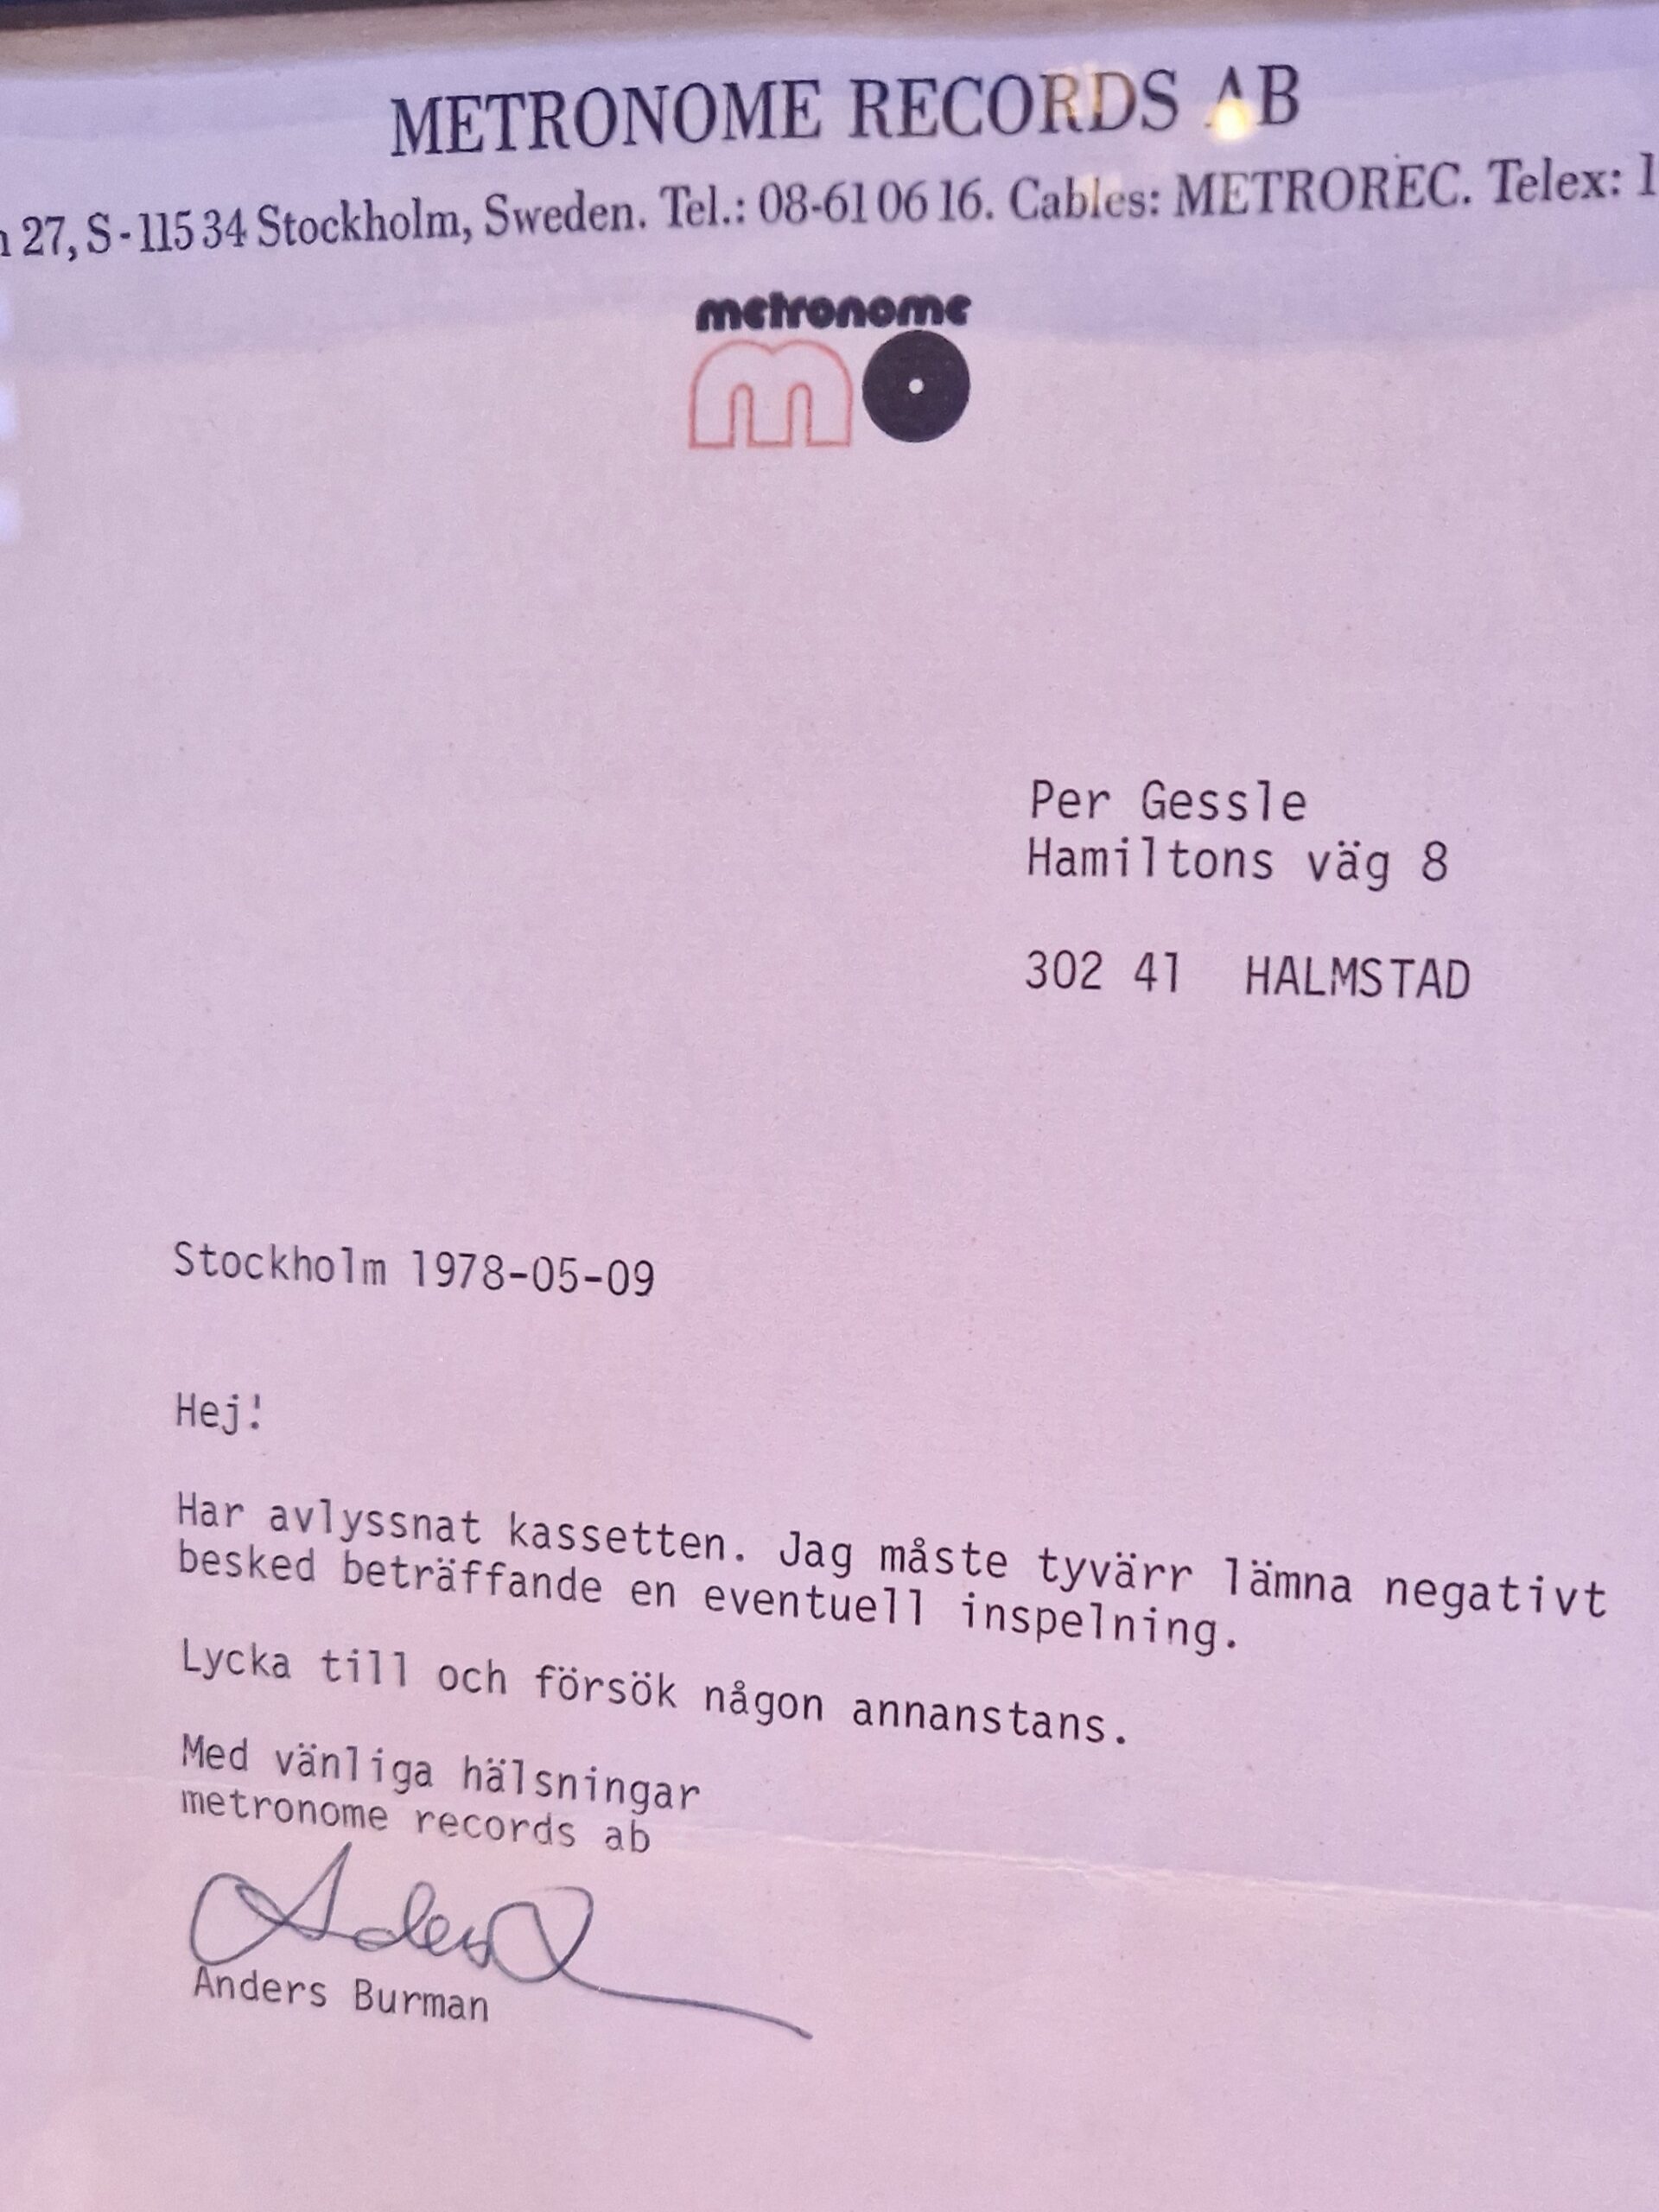 METRONOME RECORDS AB
27, S-115 34 Stockholm, Sweden. Tel.: 08-61 06 16. Cables: METROREC. Telex: 1
metronome
m
Per Gessle
Hamiltons väg 8
302 41 HALMSTAD
Stockholm 1978-05-09
Hej!
Har avlyssnat kassetten. Jag måste tyvärr lämna negativt
besked beträffande en eventuell inspelning.
Lycka till och försök någon annanstans.
Med vänliga hälsningar
metronome records ab
Anders Burman